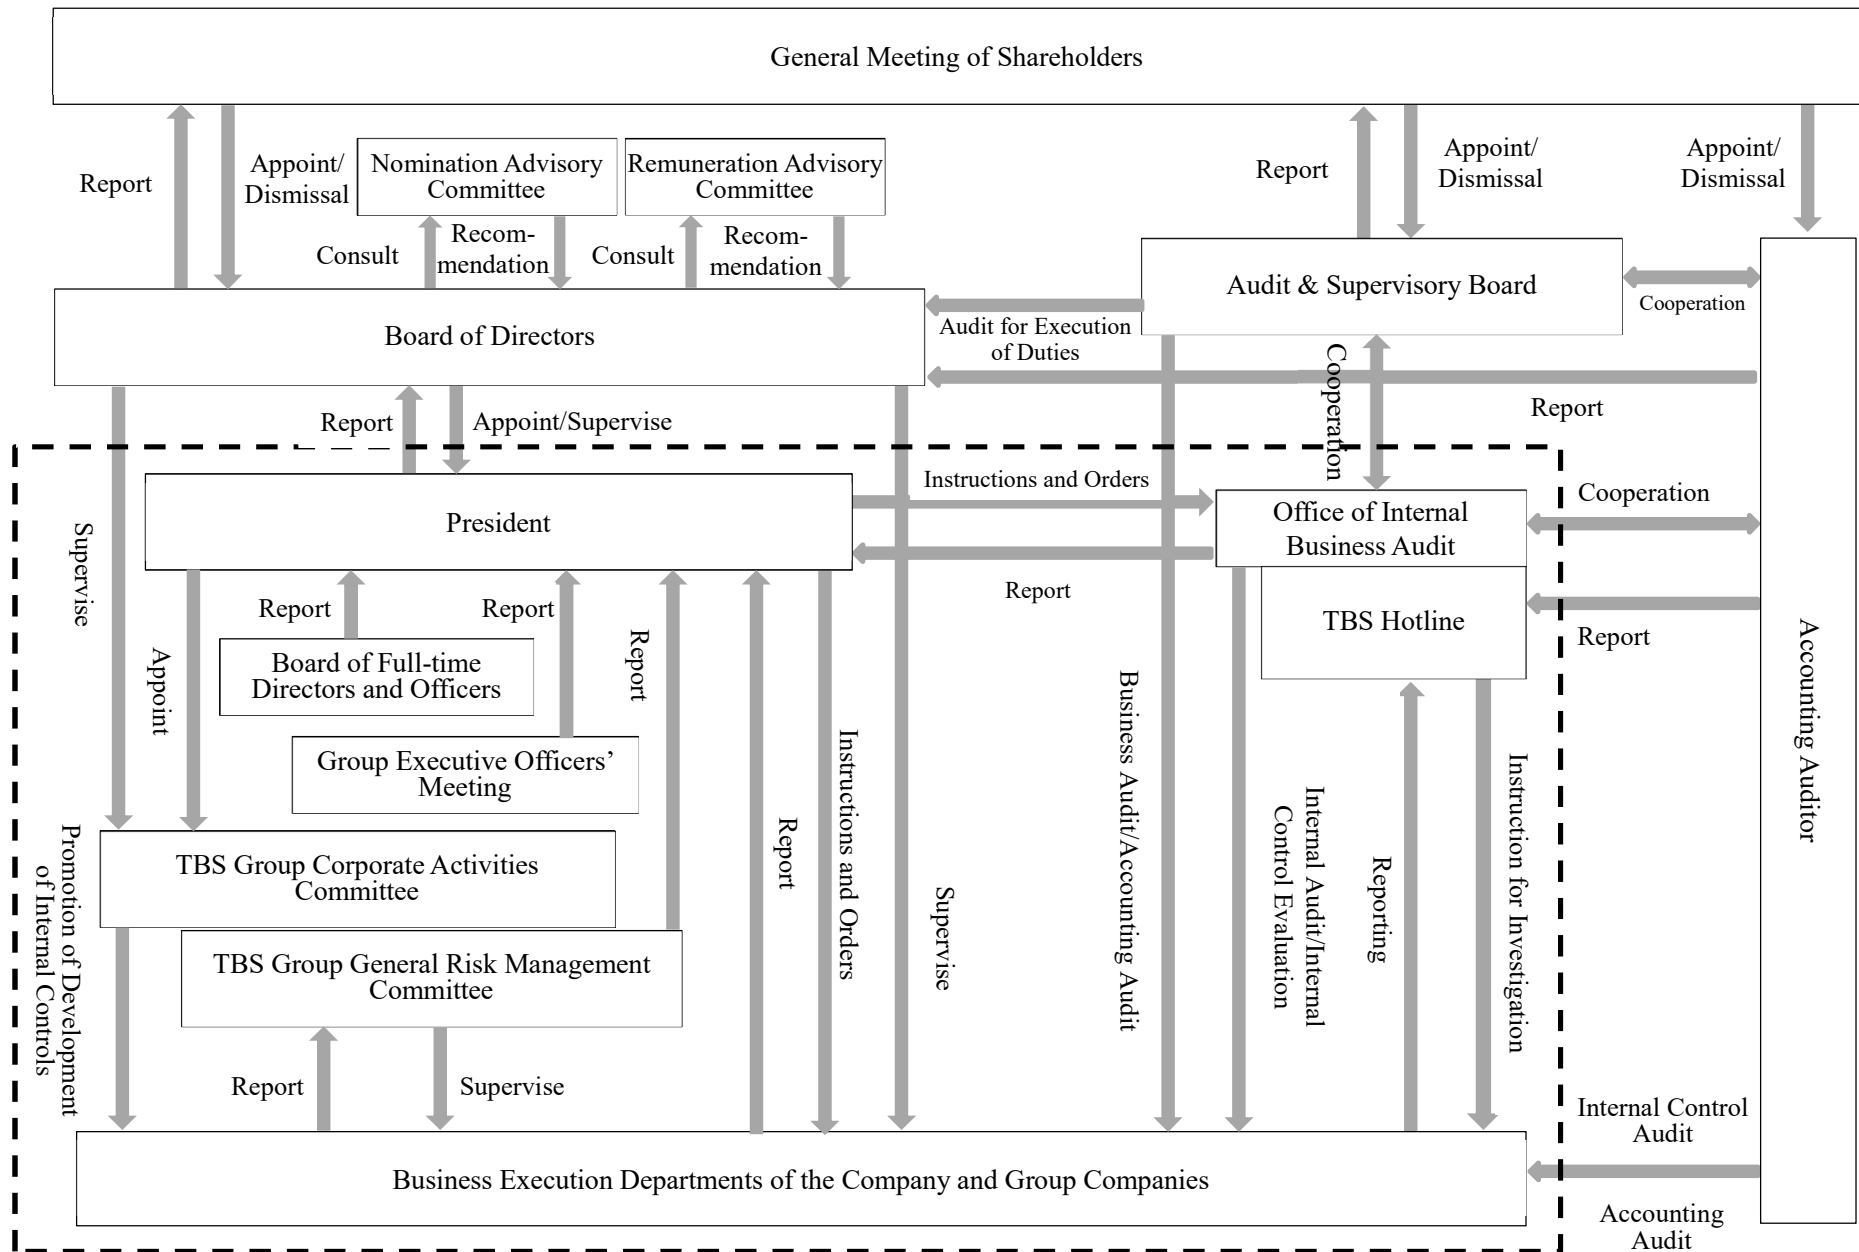 General Meeting of Shareholders
Report
Appoint/
Dismissal
Nomination Advisory
Committee
Remuneration Advisory
Committee
Report
Appoint/
Dismissal
Appoint/
Dismissal
Consult
Recom-
mendation
Consult
Recom-
mendation
Board of Directors
Audit & Supervisory Board
Cooperation
Audit for Execution
of Duties
Cooperation
Report
Report
Appoint/Supervise
Supervise
President
Instructions and Orders
Report
Office of Internal
Business Audit
Cooperation
TBS Hotline
Report
Accounting Auditor
Report
Report
Report
Appoint
Board of Full-time
Directors and Officers
Group Executive Officers’
Meeting
Report
Instructions and Orders
Supervise
Business Audit/Accounting Audit
Internal Audit/Internal
Control Evaluation
Reporting
Instruction for Investigation
TBS Group Corporate Activities
Committee
Promotion of Development
of Internal Controls
TBS Group General Risk Management
Committee
Report
Supervise
Business Execution Departments of the Company and Group Companies
Internal Control
Audit
Accounting
Audit